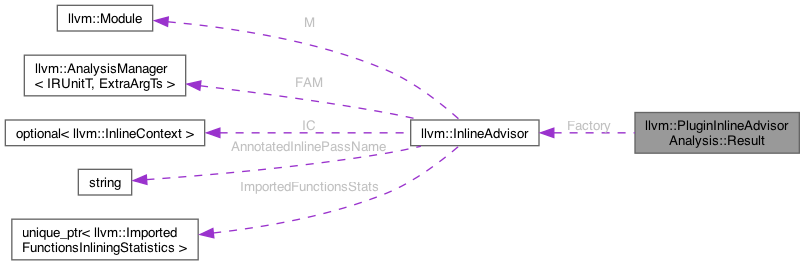 llvm::Module
M
llvm::AnalysisManager
< IRUnitT, ExtraArgTs >
FAM
optional< llvm::InlineContext >
IC
llvm::InlineAdvisor
Factory
llvm::PluginInlineAdvisor
Analysis::Result
AnnotatedInlinePassName
string
ImportedFunctionsStats
unique_ptr< llvm::Imported
FunctionsInliningStatistics >